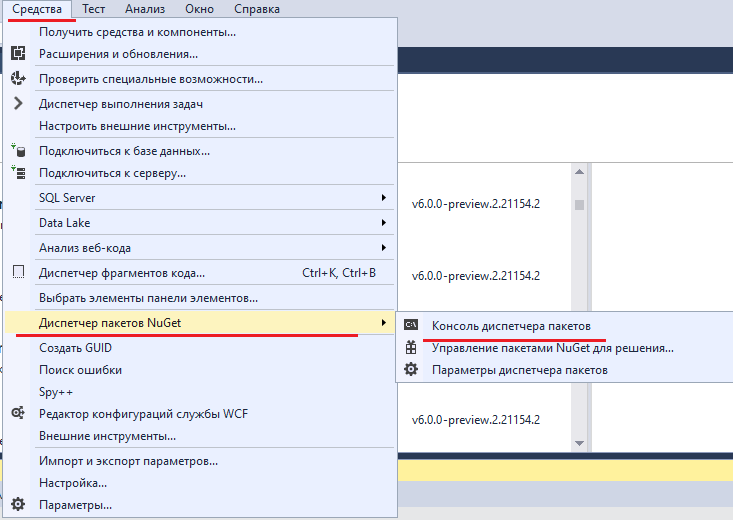 Средства Тест Анализ Окно Справка
Получить средства и компоненты...
Расширения и обновления...
Проверить специальные возможности...
Диспетчер выполнения задач
Настроить внешние инструменты...
Подключиться к базе данных...
Подключиться к серверу...
SQL Server
v6.0.0-preview.2.21154.2
Data Lake
Анализ веб-кода
Диспетчер фрагментов кода... Ctrl+K, Ctrl+B
v6.0.0-preview.2.21154.2
Выбрать элементы панели элементов...
Диспетчер пакетов NuGet
C:\
Консоль диспетчера пакетов
Управление пакетами NuGet для решения...
Параметры диспетчера пакетов
Создать GUID
Поиск ошибки
Spy++
Редактор конфигураций службы WCF
v6.0.0-preview.2.21154.2
Внешние инструменты...
Импорт и экспорт параметров...
Настройка...
Параметры...